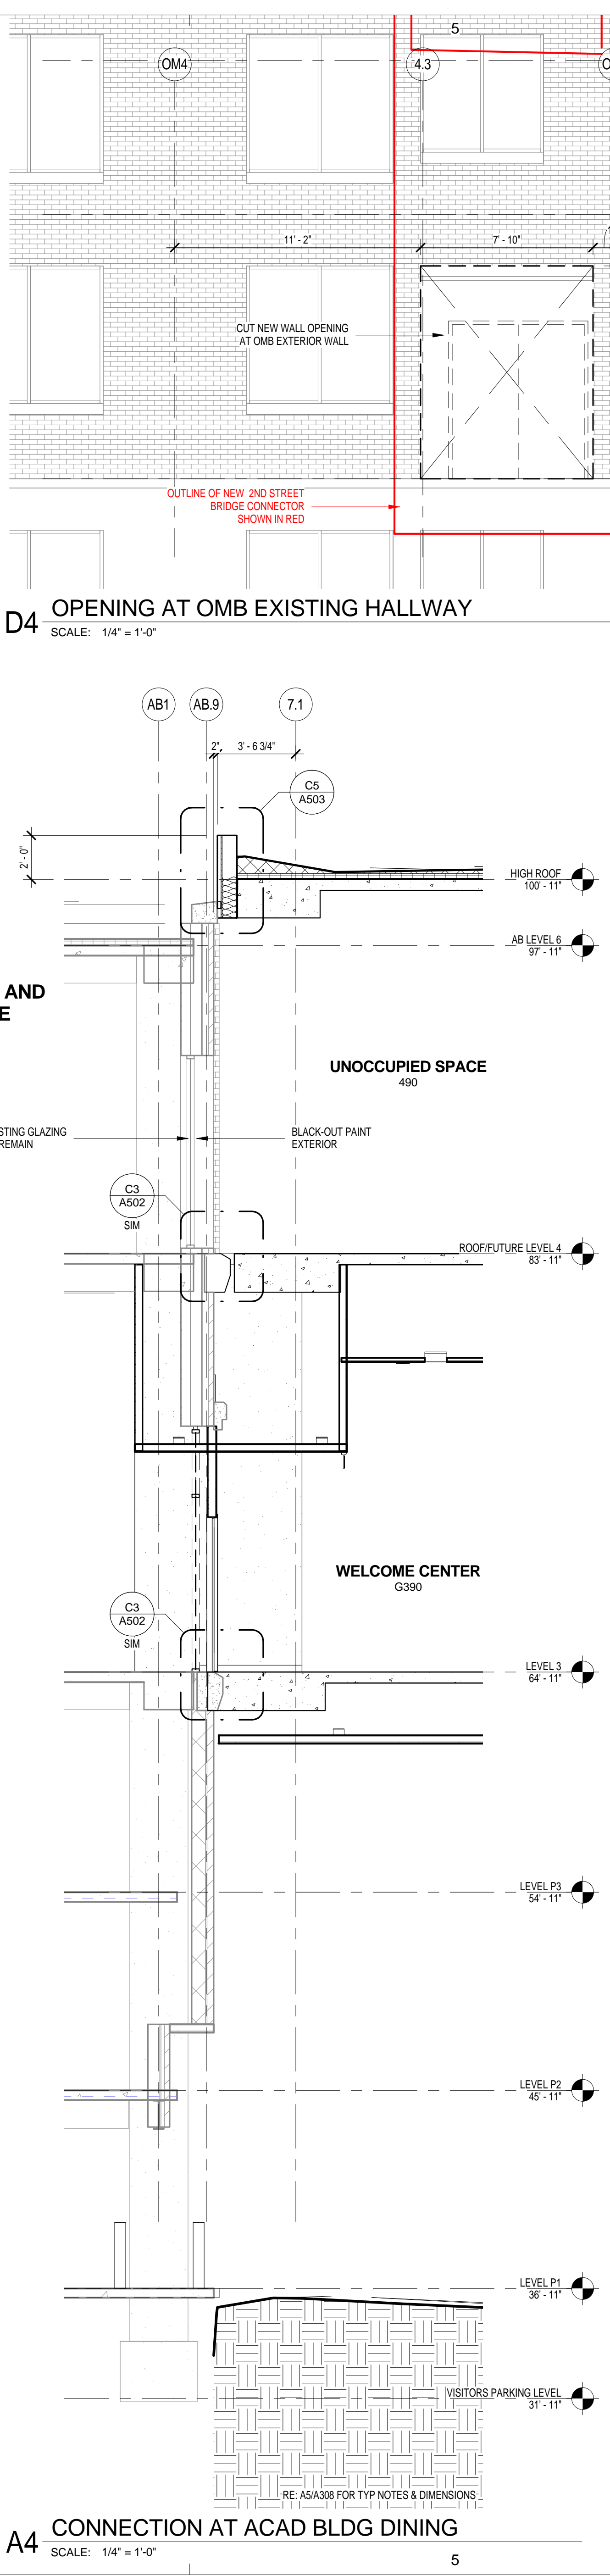 5
OM4
4.3
11' - 2"
7' - 10"
CUT NEW WALL OPENING
AT OMB EXTERIOR WALL
OUTLINE OF NEW 2ND STREET
BRIDGE CONNECTOR
SHOWN IN RED
D4
OPENING AT OMB EXISTING HALLWAY
SCALE: 1/4" = 1'-0"
AB1
AB.9
7.1
2"
3' - 6 3/4"
C5
A503
2' - 0"
HIGH ROOF
100' - 11"
AB LEVEL 6
97' - 11"
AND
E
UNOCCUPIED SPACE
490
STING GLAZING
REMAIN
BLACK-OUT PAINT
EXTERIOR
C3
A502
SIM
ROOF/FUTURE LEVEL 4
83' - 11"
WELCOME CENTER
G390
C3
A502
SIM
LEVEL 3
64' - 11"
LEVEL P3
54' - 11"
LEVEL P2
45' - 11"
LEVEL P1
36' - 11"
VISITORS PARKING LEVEL
31' - 11"
RE: A5/A308 FOR TYP NOTES & DIMENSIONS
A4
CONNECTION AT ACAD BLDG DINING
SCALE: 1/4" = 1'-0"
5